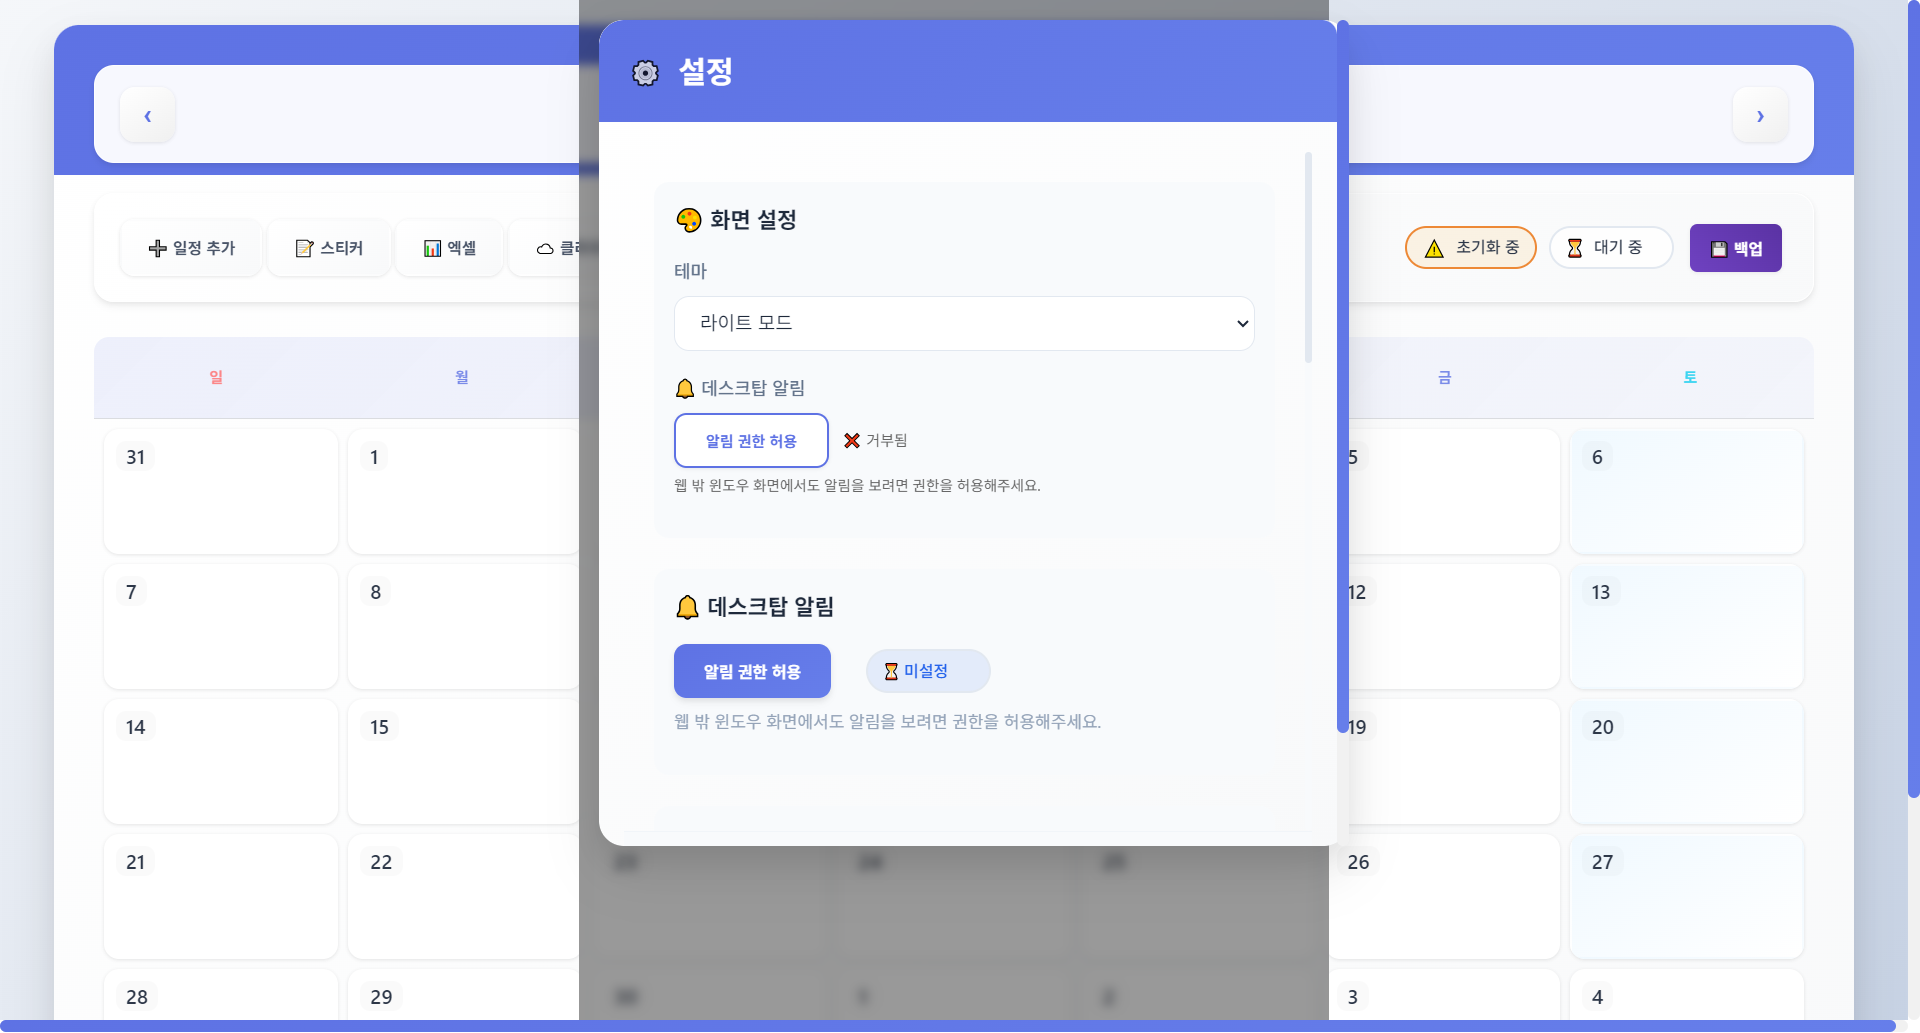 설정
‹
›
일정 추가
스티커
엑셀
초기화 중
대기 중
백업
화면 설정
테마
라이트 모드
데스크탑 알림
알림 권한 허용
거부됨
웹 밖 윈도우 화면에서도 알림을 보려면 권한을 허용해주세요.
데스크탑 알림
알림 권한 허용
미설정
웹 밖 윈도우 화면에서도 알림을 보려면 권한을 허용해주세요.
일 월 금 토
31 1 5 6
7 8 12 13
14 15 19 20
21 22 26 27
28 29 3 4